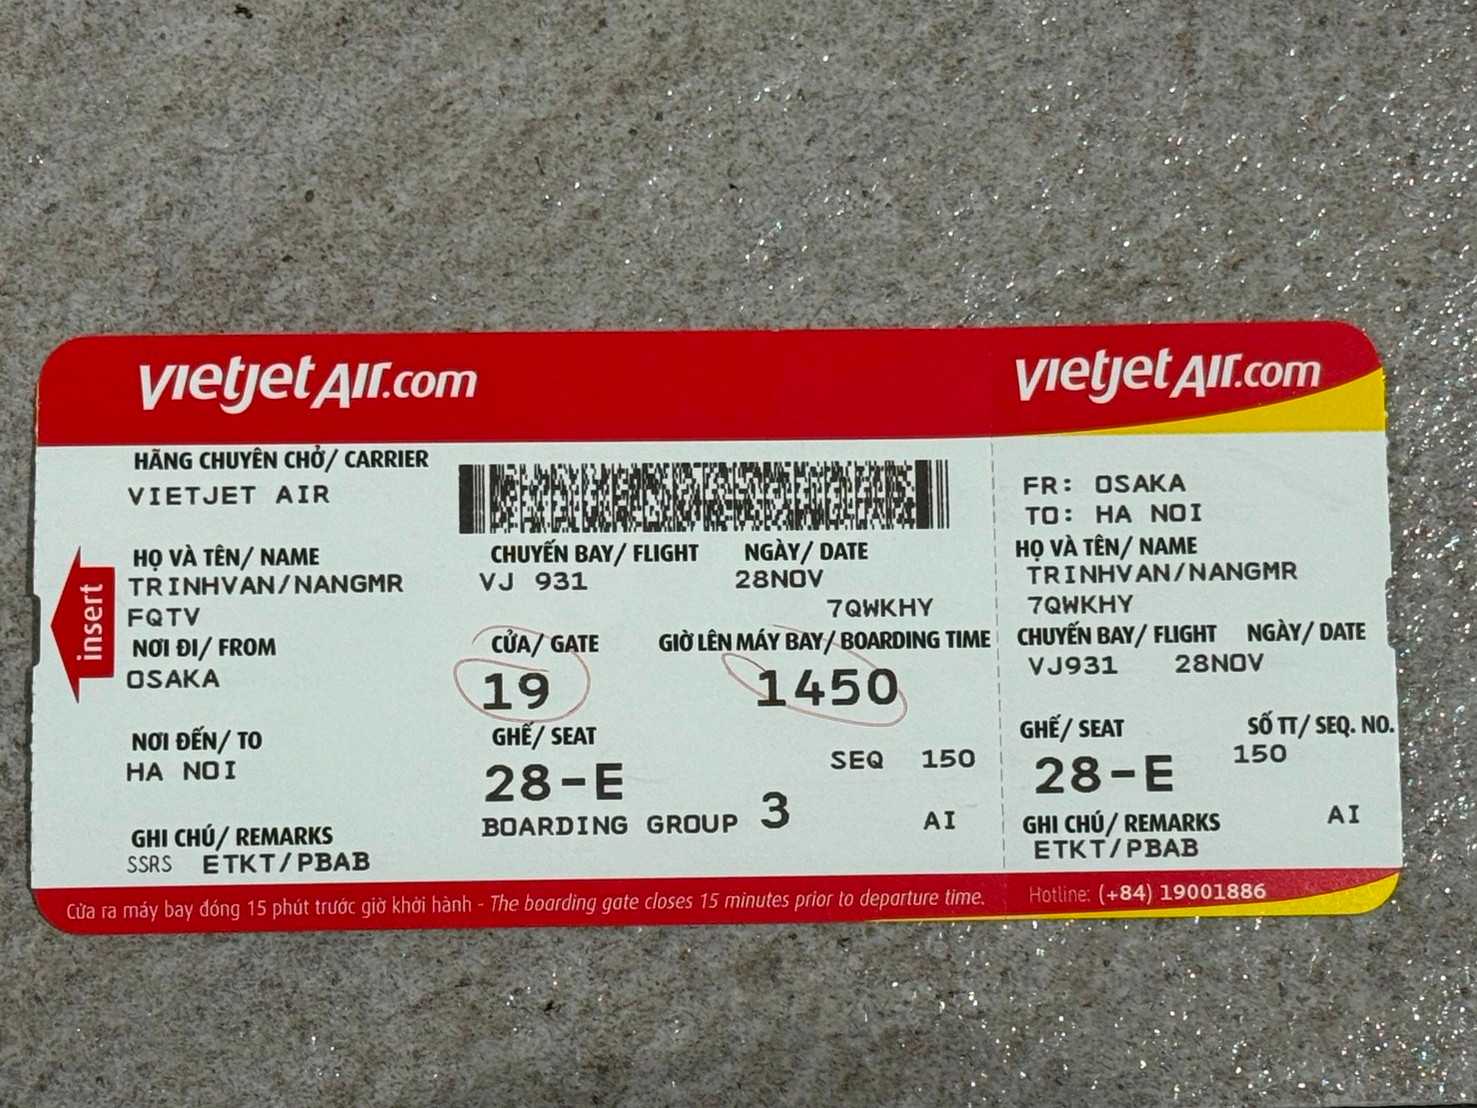 vietjetAir.com
HÃNG CHUYÊN CHỞ/ CARRIER
VIETJET AIR
HỌ VÀ TÊN/ NAME
TRINHVAN/NANGMR
FQTV
NƠI ĐI/ FROM
OSAKA
NƠI ĐẾN/ TO
HA NOI
GHI CHÚ/ REMARKS
SSRS ETKT/PBAB
insert
CHUYẾN BAY/ FLIGHT NGÀY/ DATE
VJ 931 28NOV
7QWKHY
CỬA/ GATE GIỜ LÊN MÁY BAY/ BOARDING TIME
19 1450
GHẾ/ SEAT
28-E SEQ 150
BOARDING GROUP 3 AI
Cửa ra máy bay đóng 15 phút trước giờ khởi hành - The boarding gate closes 15 minutes prior to departure time.
vietjetAir.com
FR: OSAKA
TO: HA NOI
HỌ VÀ TÊN/ NAME
TRINHVAN/NANGMR
7QWKHY
CHUYẾN BAY/ FLIGHT NGÀY/ DATE
VJ931 28NOV
GHẾ/ SEAT SỐ TT/ SEQ. NO.
28-E 150
GHI CHÚ/ REMARKS AI
ETKT/PBAB
Hotline: (+84) 19001886